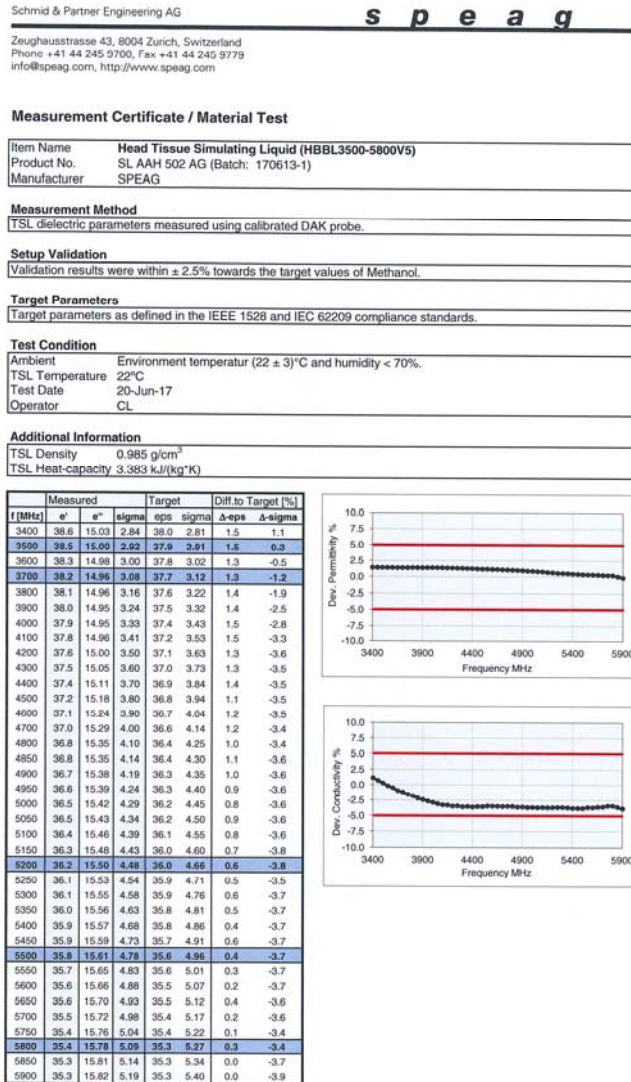 Schmid & Partner Engineering AG
s p e a g
Zeughausstrasse 43, 8004 Zurich, Switzerland
Phone +41 44 245 9700, Fax +41 44 245 9779
info@speag.com, http://www.speag.com
Measurement Certificate / Material Test
Item Name Head Tissue Simulating Liquid (HBBL3500-5800V5)
Product No. SL AAH 502 AG (Batch: 170613-1)
Manufacturer SPEAG
Measurement Method
TSL dielectric parameters measured using calibrated DAK probe.
Setup Validation
Validation results were within ± 2.5% towards the target values of Methanol.
Target Parameters
Target parameters as defined in the IEEE 1528 and IEC 62209 compliance standards.
Test Condition
Ambient Environment temperatur (22 ± 3)°C and humidity < 70%.
TSL Temperature 22°C
Test Date 20-Jun-17
Operator CL
Additional Information
TSL Density 0.985 g/cm³
TSL Heat-capacity 3.383 kJ/(kg*K)
Measured Target Diff.to Target [%]
f [MHz] e' e" sigma eps sigma Δ-eps Δ-sigma
3400 38.6 15.03 2.84 38.0 2.81 1.5 1.1
3500 38.5 15.00 2.92 37.9 2.91 1.5 0.3
3600 38.3 14.98 3.00 37.8 3.02 1.3 -0.5
3700 38.2 14.96 3.08 37.7 3.12 1.3 -1.2
3800 38.1 14.96 3.16 37.6 3.22 1.4 -1.9
3900 38.0 14.95 3.24 37.5 3.32 1.4 -2.5
4000 37.9 14.95 3.33 37.4 3.43 1.5 -2.8
4100 37.8 14.96 3.41 37.2 3.53 1.5 -3.3
4200 37.6 15.00 3.50 37.1 3.63 1.3 -3.6
4300 37.5 15.05 3.60 37.0 3.73 1.3 -3.5
4400 37.4 15.11 3.70 36.9 3.84 1.4 -3.5
4500 37.2 15.18 3.80 36.8 3.94 1.1 -3.5
4600 37.1 15.24 3.90 36.7 4.04 1.2 -3.5
4700 37.0 15.29 4.00 36.6 4.14 1.2 -3.4
4800 36.8 15.35 4.10 36.4 4.25 1.0 -3.4
4850 36.8 15.35 4.14 36.4 4.30 1.1 -3.6
4900 36.7 15.38 4.19 36.3 4.35 1.0 -3.6
4950 36.6 15.39 4.24 36.3 4.40 0.9 -3.6
5000 36.5 15.42 4.29 36.2 4.45 0.8 -3.6
5050 36.5 15.43 4.34 36.2 4.50 0.9 -3.6
5100 36.4 15.46 4.39 36.1 4.55 0.8 -3.6
5150 36.3 15.48 4.43 36.0 4.60 0.7 -3.8
5200 36.2 15.50 4.48 36.0 4.66 0.6 -3.8
5250 36.1 15.53 4.54 35.9 4.71 0.5 -3.5
5300 36.1 15.55 4.58 35.9 4.76 0.6 -3.7
5350 36.0 15.56 4.63 35.8 4.81 0.5 -3.7
5400 35.9 15.57 4.68 35.8 4.86 0.4 -3.7
5450 35.9 15.59 4.73 35.7 4.91 0.6 -3.7
5500 35.8 15.61 4.78 35.6 4.96 0.4 -3.7
5550 35.7 15.65 4.83 35.6 5.01 0.3 -3.7
5600 35.6 15.66 4.88 35.5 5.07 0.2 -3.7
5650 35.6 15.70 4.93 35.5 5.12 0.4 -3.6
5700 35.5 15.72 4.98 35.4 5.17 0.2 -3.6
5750 35.4 15.76 5.04 35.4 5.22 0.1 -3.4
5800 35.4 15.78 5.09 35.3 5.27 0.3 -3.4
5850 35.3 15.81 5.14 35.3 5.34 0.0 -3.7
5900 35.3 15.82 5.19 35.3 5.40 0.0 -3.9
Dev. Permittivity %
10.0
7.5
5.0
2.5
0.0
-2.5
-5.0
-7.5
-10.0
3400 3900 4400 4900 5400 5900
Frequency MHz
Dev. Conductivity %
10.0
7.5
5.0
2.5
0.0
-2.5
-5.0
-7.5
-10.0
3400 3900 4400 4900 5400 5900
Frequency MHz